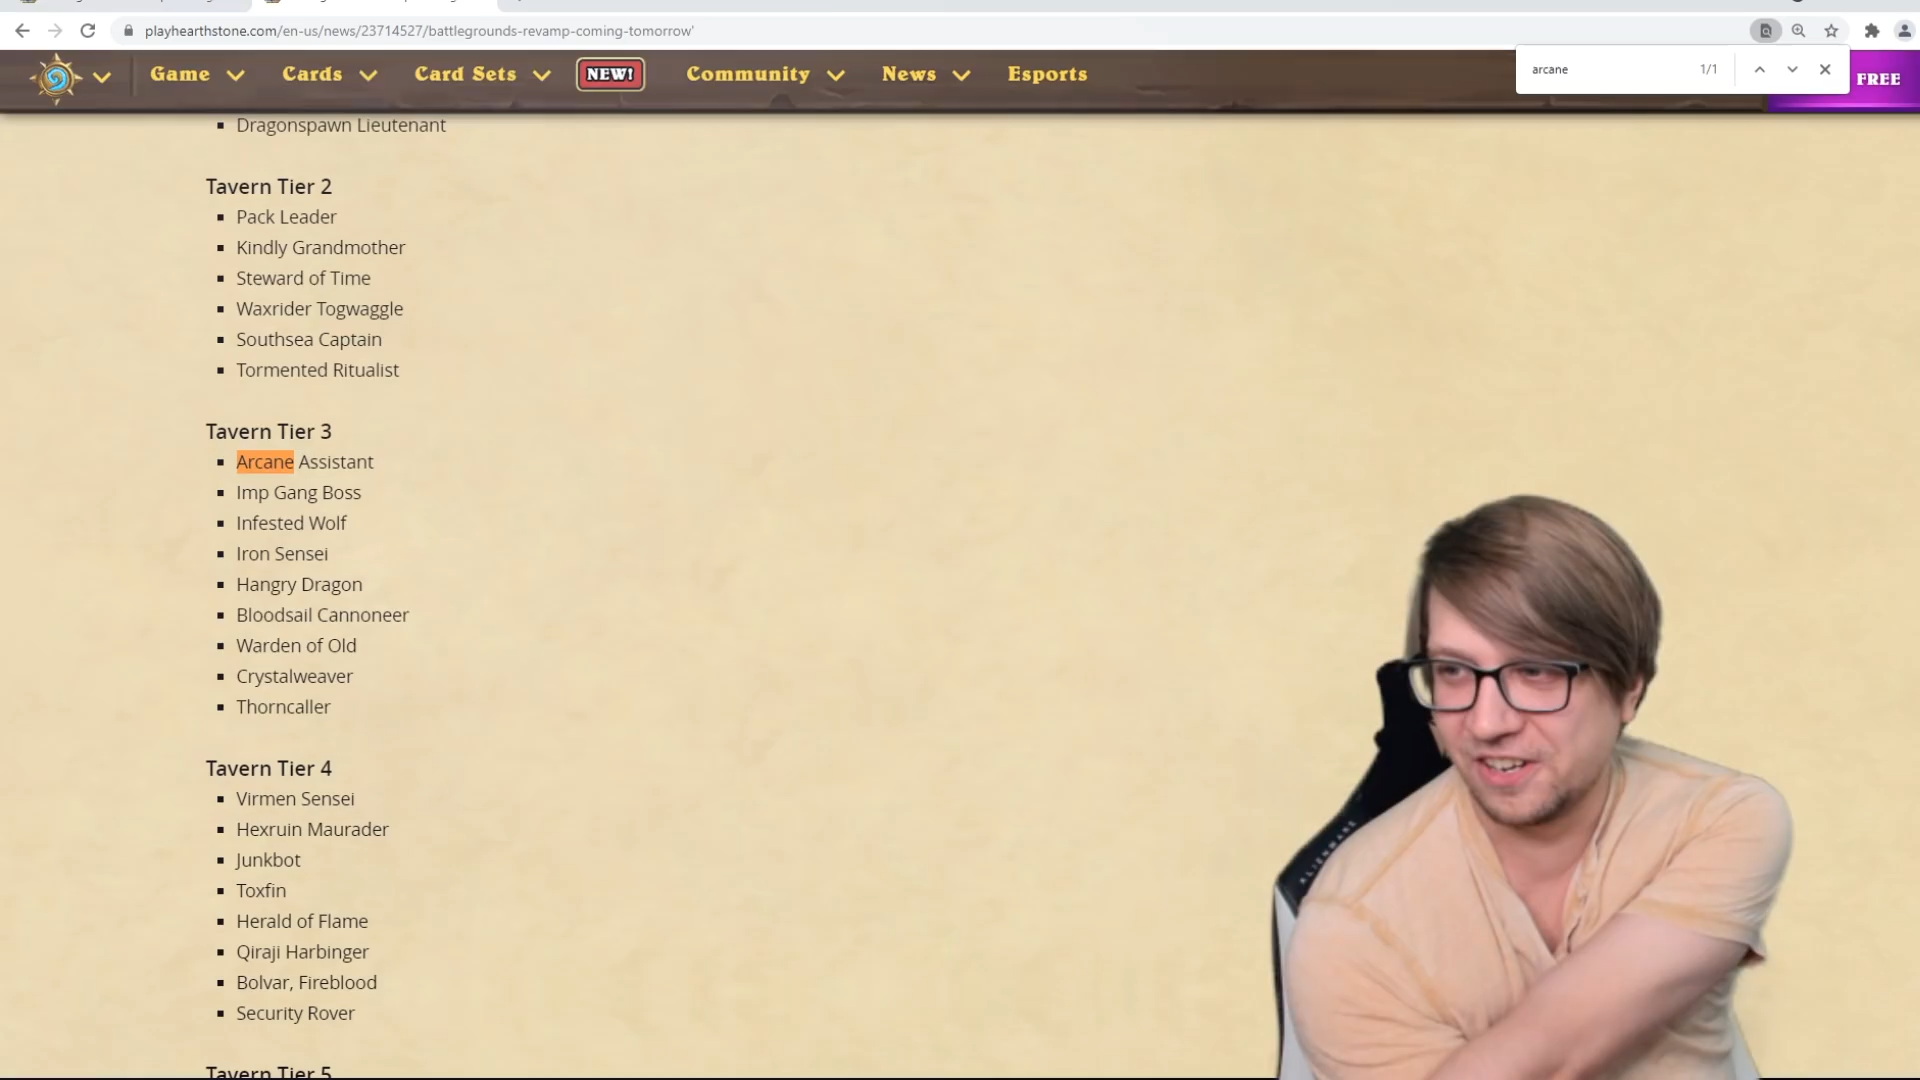 playhearthstone.com/en-us/news/23714527/battlegrounds-revamp-coming-tomorrow'
arcane 1/1
Game Cards Card Sets NEW! Community News Esports FREE
Dragonspawn Lieutenant
Tavern Tier 2
Pack Leader
Kindly Grandmother
Steward of Time
Waxrider Togwaggle
Southsea Captain
Tormented Ritualist
Tavern Tier 3
Arcane Assistant
Imp Gang Boss
Infested Wolf
Iron Sensei
Hangry Dragon
Bloodsail Cannoneer
Warden of Old
Crystalweaver
Thorncaller
Tavern Tier 4
Virmen Sensei
Hexruin Maurader
Junkbot
Toxfin
Herald of Flame
Qiraji Harbinger
Bolvar, Fireblood
Security Rover
Tavern Tier 5
ALIENWARE